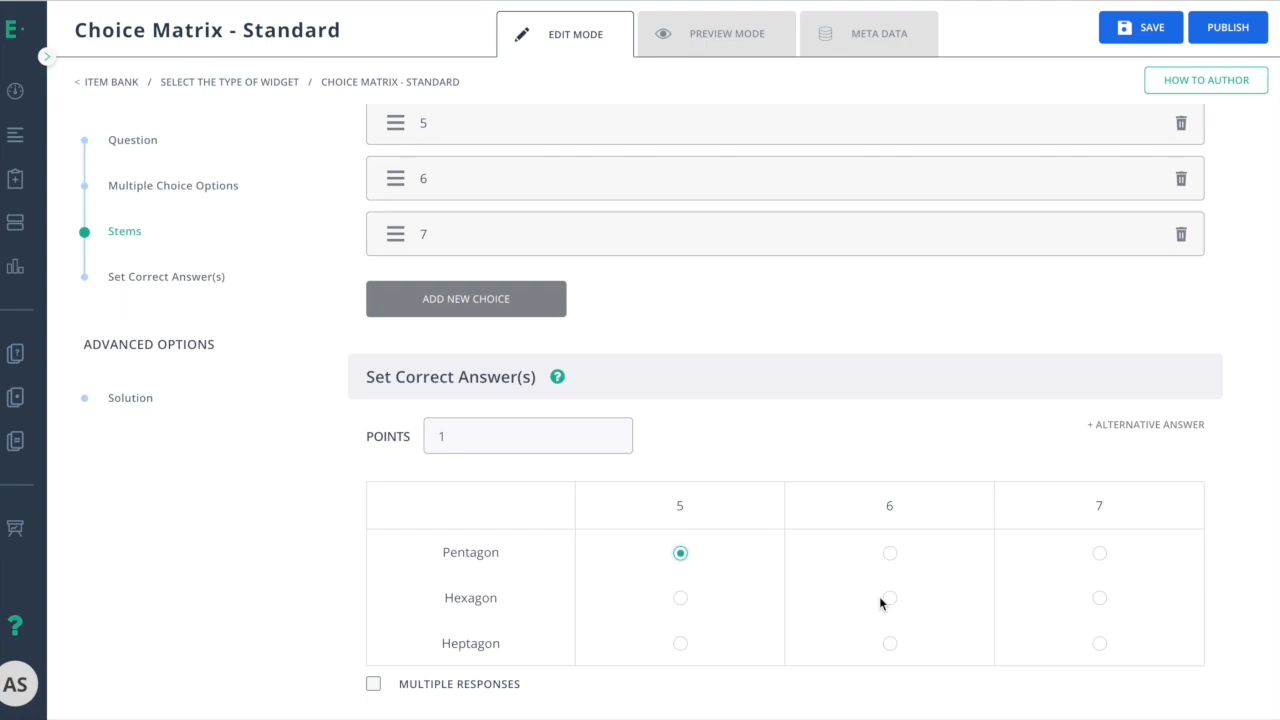 E
Choice Matrix - Standard
EDIT MODE
PREVIEW MODE
META DATA
SAVE
PUBLISH
< ITEM BANK / SELECT THE TYPE OF WIDGET / CHOICE MATRIX - STANDARD
HOW TO AUTHOR
Question
Multiple Choice Options
Stems
Set Correct Answer(s)
ADVANCED OPTIONS
Solution
5
6
7
ADD NEW CHOICE
Set Correct Answer(s) ?
POINTS 1
+ ALTERNATIVE ANSWER
5 6 7
Pentagon
Hexagon
Heptagon
MULTIPLE RESPONSES
?
AS